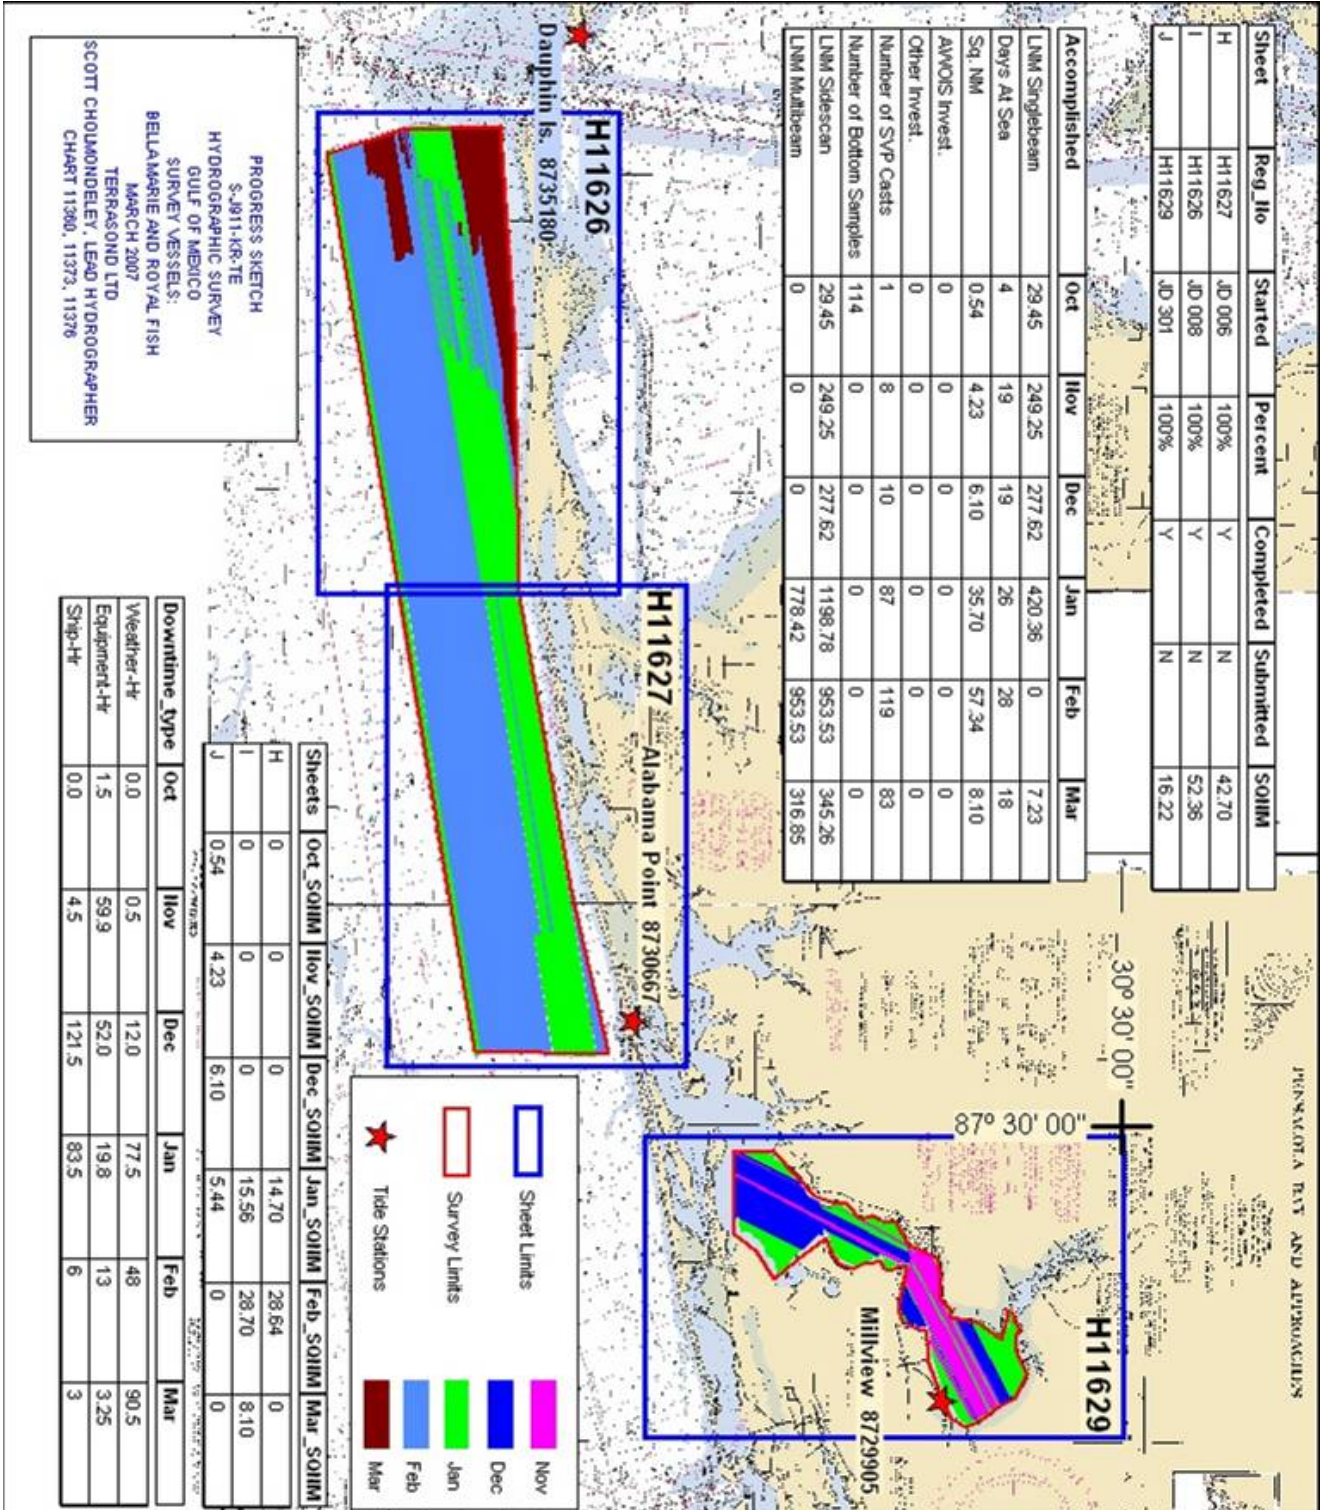 Sheet Reg_No Started Percent Completed Submitted SQNM
H H11627 JD 006 100% Y N 42.70
I H11626 JD 008 100% Y N 52.36
J H11629 JD 301 100% Y N 16.22
Accomplished Oct Nov Dec Jan Feb Mar
LNM Singlebeam 29.45 249.25 277.62 420.36 0 7.23
Days At Sea 4 19 19 26 28 18
Sq. NM 0.54 4.23 6.10 35.70 57.34 8.10
AWOIS Invest. 0 0 0 0 0 0
Other Invest. 0 0 0 0 0 0
Number of SVP Casts 1 8 10 87 119 83
Number of Bottom Samples 114 0 0 0 0 0
LNM Sidescan 29.45 249.25 277.62 1198.78 953.53 345.26
LNM Multibeam 0 0 0 778.42 953.53 316.85
PENSACOLA BAY AND APPROACHES
30° 30' 00"
87° 30' 00"
H11629
Millview 8729905
H11627
Alabama Point 8730667
H11626
Dauphin Is. 8735180
PROGRESS SKETCH
S-J911-KR-TE
HYDROGRAPHIC SURVEY
GULF OF MEXICO
SURVEY VESSELS:
BELLA MARIE AND ROYAL FISH
MARCH 2007
TERRASOND LTD
SCOTT CHOLMONDELEY, LEAD HYDROGRAPHER
CHART 11360, 11373, 11376
Sheet Limits
Survey Limits
Tide Stations
Nov
Dec
Jan
Feb
Mar
Sheets Oct_SQNM Nov_SQNM Dec_SQNM Jan_SQNM Feb_SQNM Mar_SQNM
H 0 0 0 14.70 28.64 0
I 0 0 0 15.56 28.70 8.10
J 0.54 4.23 6.10 5.44 0 0
Downtime_type Oct Nov Dec Jan Feb Mar
Weather-Hr 0.0 0.5 12.0 77.5 48 90.5
Equipment-Hr 1.5 59.9 52.0 19.8 13 3.25
Ship-Hr 0.0 4.5 121.5 83.5 6 3